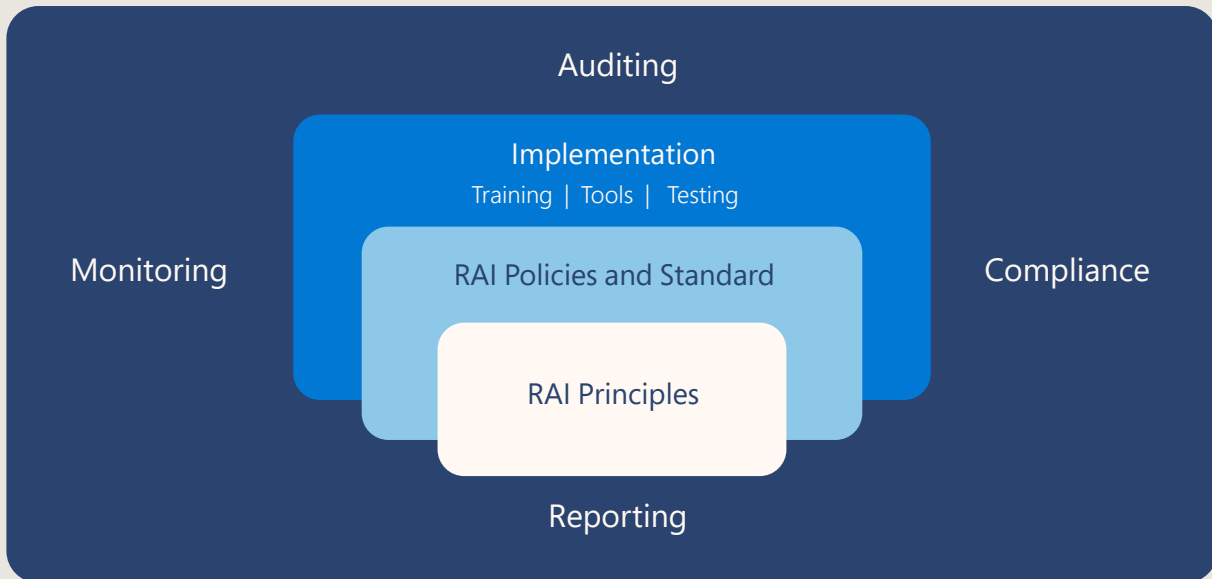 Auditing
Implementation
Training | Tools | Testing
Monitoring
RAI Policies and Standard
Compliance
RAI Principles
Reporting